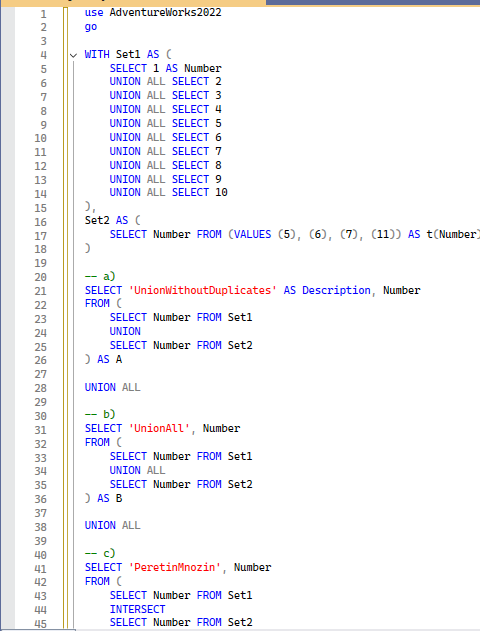 1 use AdventureWorks2022
2 go
3
4 WITH Set1 AS (
5 SELECT 1 AS Number
6 UNION ALL SELECT 2
7 UNION ALL SELECT 3
8 UNION ALL SELECT 4
9 UNION ALL SELECT 5
10 UNION ALL SELECT 6
11 UNION ALL SELECT 7
12 UNION ALL SELECT 8
13 UNION ALL SELECT 9
14 UNION ALL SELECT 10
15 ),
16 Set2 AS (
17 SELECT Number FROM (VALUES (5), (6), (7), (11)) AS t(Number)
18 )
19
20 -- a)
21 SELECT 'UnionWithoutDuplicates' AS Description, Number
22 FROM (
23 SELECT Number FROM Set1
24 UNION
25 SELECT Number FROM Set2
26 ) AS A
27
28 UNION ALL
29
30 -- b)
31 SELECT 'UnionAll', Number
32 FROM (
33 SELECT Number FROM Set1
34 UNION ALL
35 SELECT Number FROM Set2
36 ) AS B
37
38 UNION ALL
39
40 -- c)
41 SELECT 'PeretinMnozin', Number
42 FROM (
43 SELECT Number FROM Set1
44 INTERSECT
45 SELECT Number FROM Set2